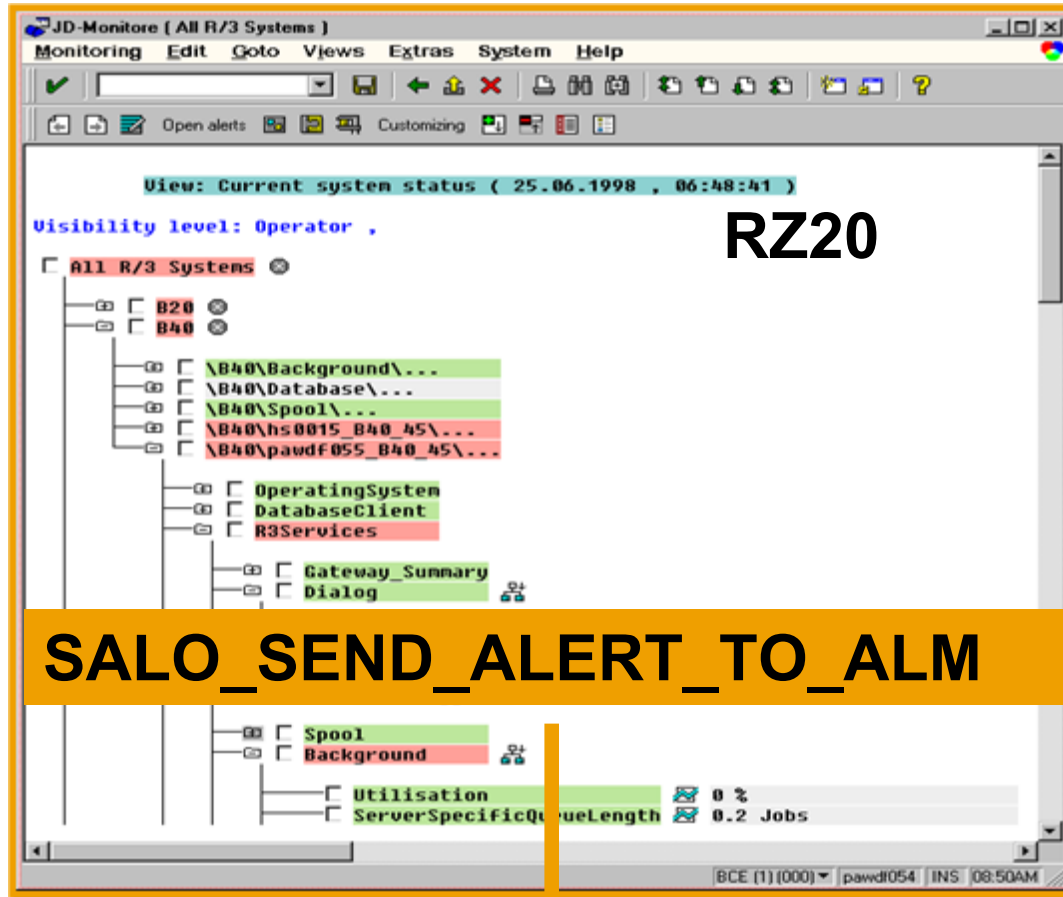 JD-Monitore ( All R/3 Systems )
Monitoring Edit Goto Views Extras System Help
Open alerts Customizing
View: Current system status ( 25.06.1998 , 06:48:41 )
Visibility level: Operator ,
RZ20
All R/3 Systems
B20
B40
\B40\Background\...
\B40\Database\...
\B40\Spool\...
\B40\hs0015_B40_45\...
\B40\pawdf055_B40_45\...
OperatingSystem
DatabaseClient
R3Services
Gateway_Summary
Dialog
SALO_SEND_ALERT_TO_ALM
Spool
Background
Utilisation 0 %
ServerSpecificQueueLength 0.2 Jobs
BCE (1) (000) pawdf054 INS 08:50AM